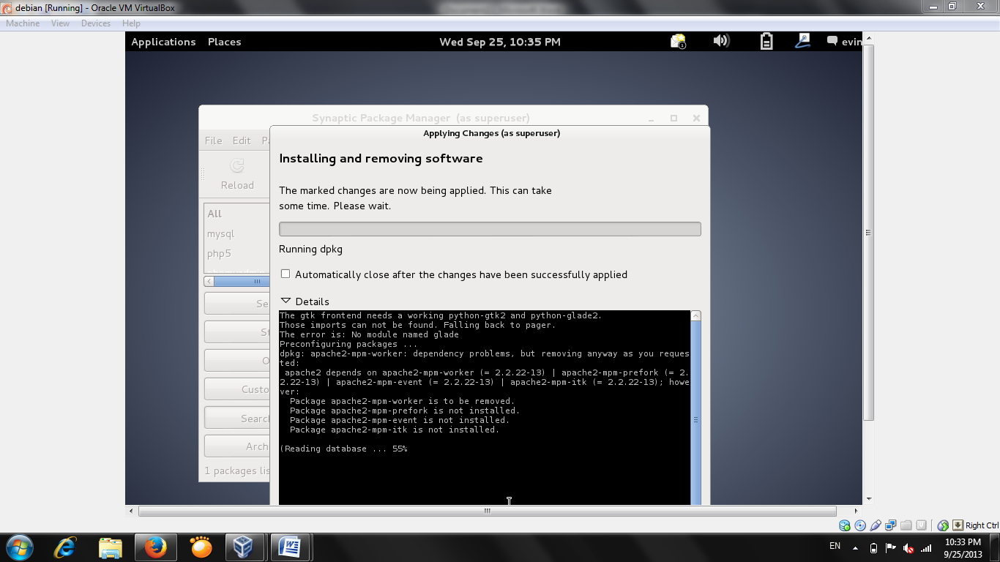 debian [Running] - Oracle VM VirtualBox
Machine View Devices Help
Applications Places Wed Sep 25, 10:35 PM evin
Synaptic Package Manager (as superuser)
File Edit
Applying Changes (as superuser)
Installing and removing software
Reload
The marked changes are now being applied. This can take
some time. Please wait.
All
mysql
php5
Running dpkg
Automatically close after the changes have been successfully applied
Details
The gtk frontend needs a working python-gtk2 and python-glade2.
Those imports can not be found. Falling back to pager.
The error is: No module named glade
Preconfiguring packages ...
dpkg: apache2-mpm-worker: dependency problems, but removing anyway as you reques
ted:
apache2 depends on apache2-mpm-worker (= 2.2.22-13) | apache2-mpm-prefork (= 2.
2.22-13) | apache2-mpm-event (= 2.2.22-13) | apache2-mpm-itk (= 2.2.22-13); howe
ver:
Package apache2-mpm-worker is to be removed.
Package apache2-mpm-prefork is not installed.
Package apache2-mpm-event is not installed.
Package apache2-mpm-itk is not installed.
(Reading database ... 55%
Se
St
O
Custo
Search
Arch
1 packages lis
Right Ctrl
EN
10:33 PM
9/25/2013